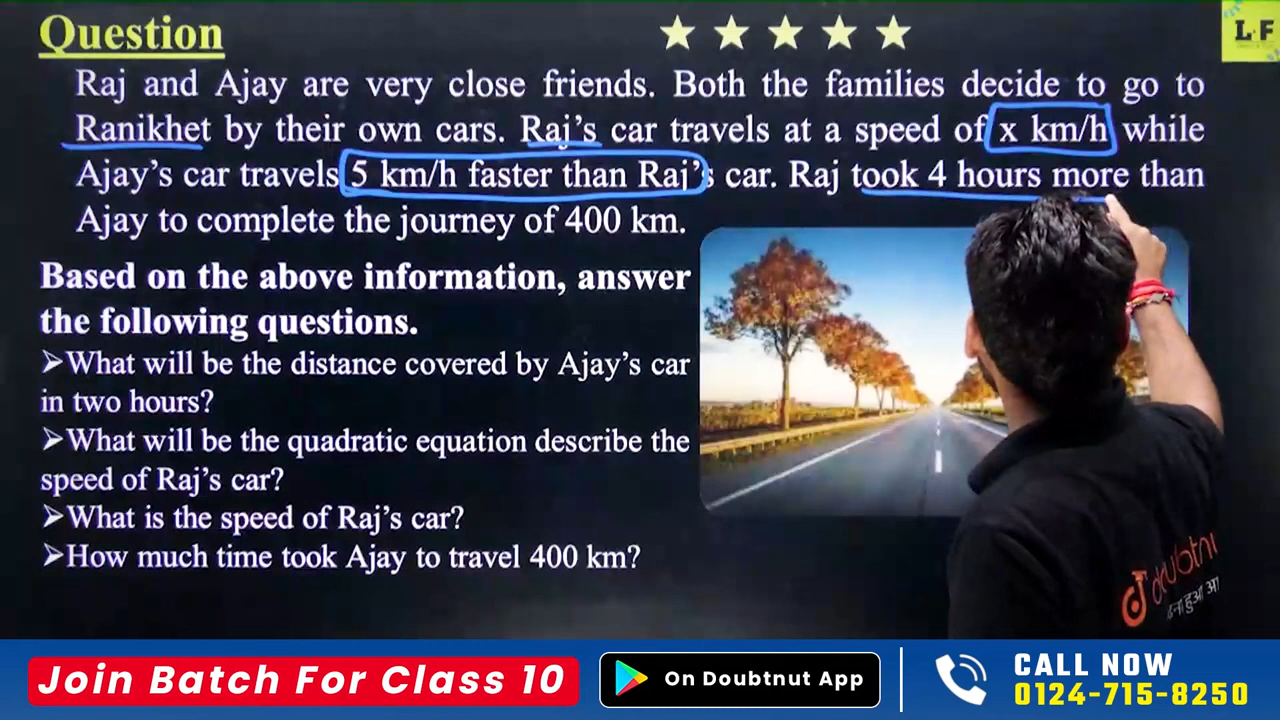 Question
L F
Raj and Ajay are very close friends. Both the families decide to go to
Ranikhet by their own cars. Raj's car travels at a speed of x km/h while
Ajay's car travels 5 km/h faster than Raj's car. Raj took 4 hours more than
Ajay to complete the journey of 400 km.
Based on the above information, answer
the following questions.
➢What will be the distance covered by Ajay's car
in two hours?
➢What will be the quadratic equation describe the
speed of Raj's car?
➢What is the speed of Raj's car?
➢How much time took Ajay to travel 400 km?
doubtnu
Join Batch For Class 10
On Doubtnut App
CALL NOW
0124-715-8250